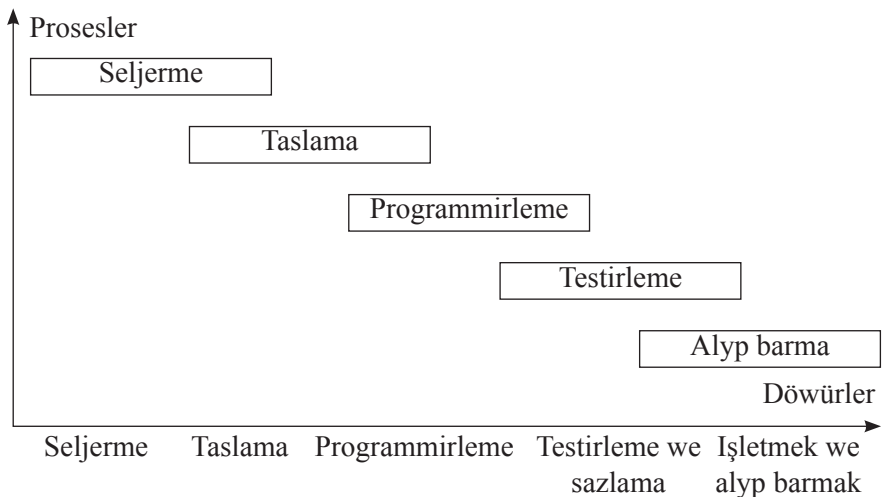 Prosesler
Seljerme
Taslama
Programmirleme
Testirleme
Alyp barma
Döwürler
Seljerme Taslama Programmirleme Testirleme we Işletmek we
sazlama alyp barmak